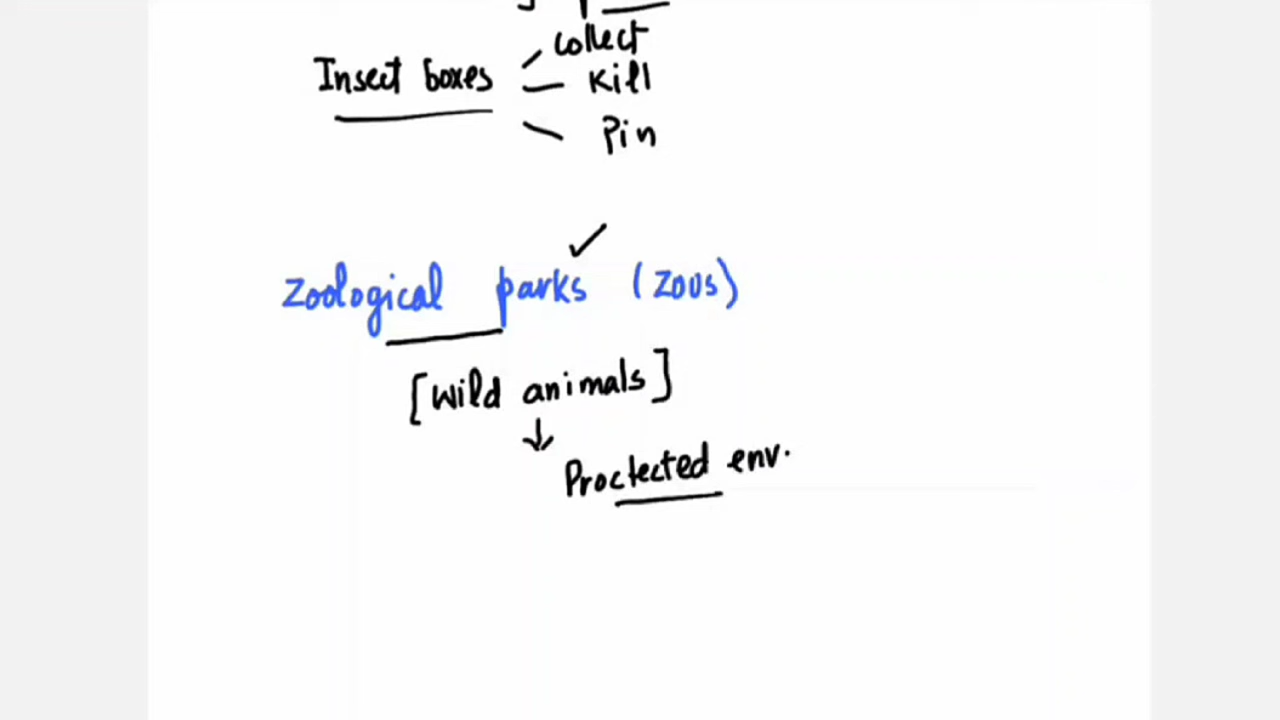 collect
Insect boxes
Kill
Pin
zoological parks (zoos)
[Wild animals]
Proctected env.